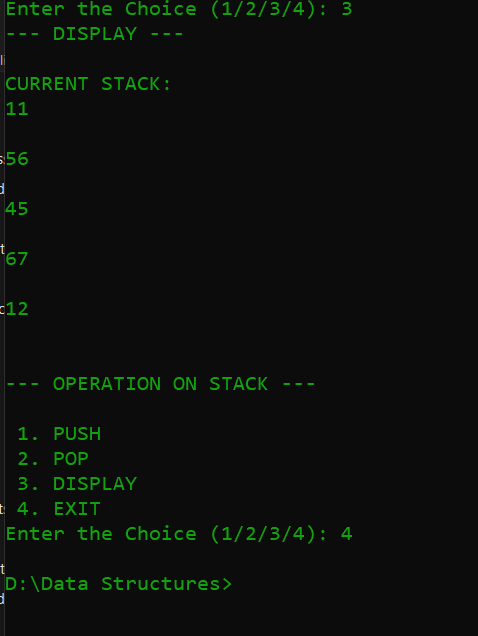 Enter the Choice (1/2/3/4): 3
--- DISPLAY ---
CURRENT STACK:
11
56
45
67
12
--- OPERATION ON STACK ---
1. PUSH
2. POP
3. DISPLAY
4. EXIT
Enter the Choice (1/2/3/4): 4
D:\Data Structures>